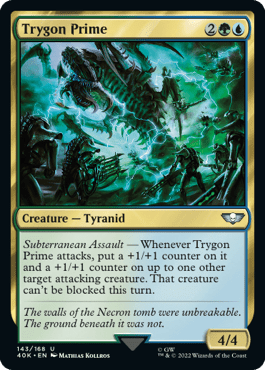 Trygon Prime 2
Creature — Tyranid
Subterranean Assault — Whenever Trygon
Prime attacks, put a +1/+1 counter on it
and a +1/+1 counter on up to one other
target attacking creature. That creature
can't be blocked this turn.
The walls of the Necron tomb were unbreakable.
The ground beneath it was not.
4/4
143/168 U
40K • EN MATHIAS KOLLROS
© GW
™ & © 2022 Wizards of the Coast